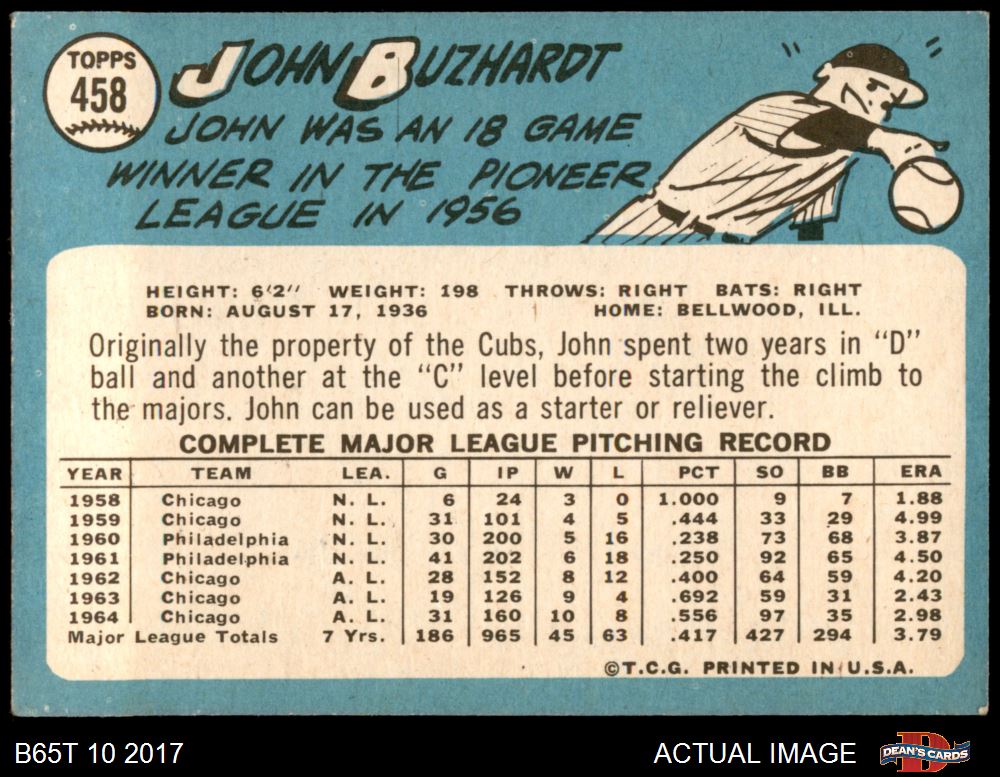 TOPPS
458
JOHN BUZHARDT
JOHN WAS AN 18 GAME
WINNER IN THE PIONEER
LEAGUE IN 1956
HEIGHT: 6'2" WEIGHT: 198 THROWS: RIGHT BATS: RIGHT
BORN: AUGUST 17, 1936 HOME: BELLWOOD, ILL.
Originally the property of the Cubs, John spent two years in "D"
ball and another at the "C" level before starting the climb to
the majors. John can be used as a starter or reliever.
COMPLETE MAJOR LEAGUE PITCHING RECORD
YEAR TEAM LEA. G IP W L PCT SO BB ERA
1958 Chicago N. L. 6 24 3 0 1.000 9 7 1.88
1959 Chicago N. L. 31 101 4 5 .444 33 29 4.99
1960 Philadelphia N. L. 30 200 5 16 .238 73 68 3.87
1961 Philadelphia N. L. 41 202 6 18 .250 92 65 4.50
1962 Chicago A. L. 28 152 8 12 .400 64 59 4.20
1963 Chicago A. L. 19 126 9 4 .692 59 31 2.43
1964 Chicago A. L. 31 160 10 8 .556 97 35 2.98
Major League Totals 7 Yrs. 186 965 45 63 .417 427 294 3.79
©T.C.G. PRINTED IN U.S.A.
B65T 10 2017 ACTUAL IMAGE DEAN'S CARDS